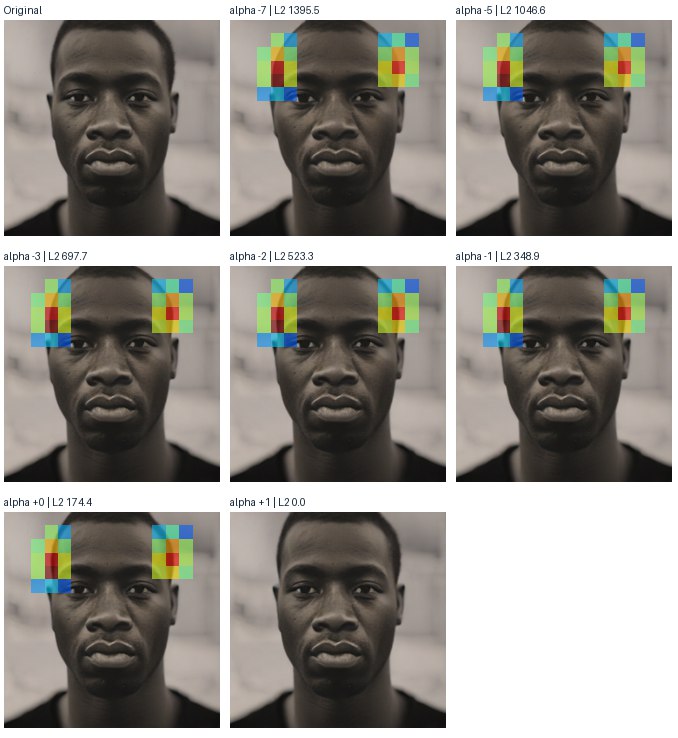 Original
alpha -7 | L2 1395.5
alpha -5 | L2 1046.6
alpha -3 | L2 697.7
alpha -2 | L2 523.3
alpha -1 | L2 348.9
alpha +0 | L2 174.4
alpha +1 | L2 0.0